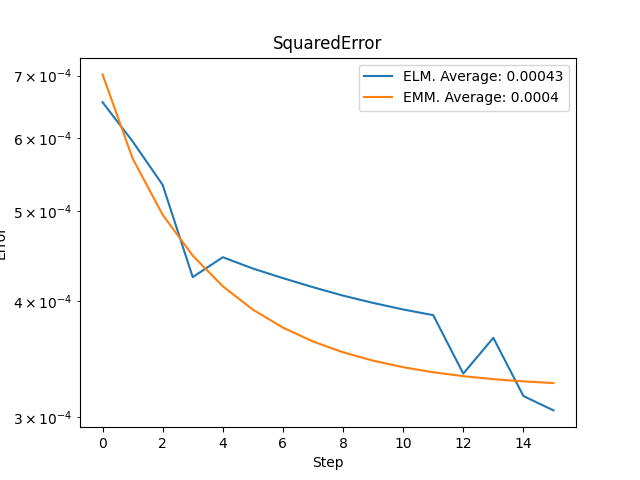 SquaredError
ELM. Average: 0.00043
EMM. Average: 0.0004
7 × 10⁻⁴
6 × 10⁻⁴
5 × 10⁻⁴
4 × 10⁻⁴
3 × 10⁻⁴
Error
0 2 4 6 8 10 12 14
Step